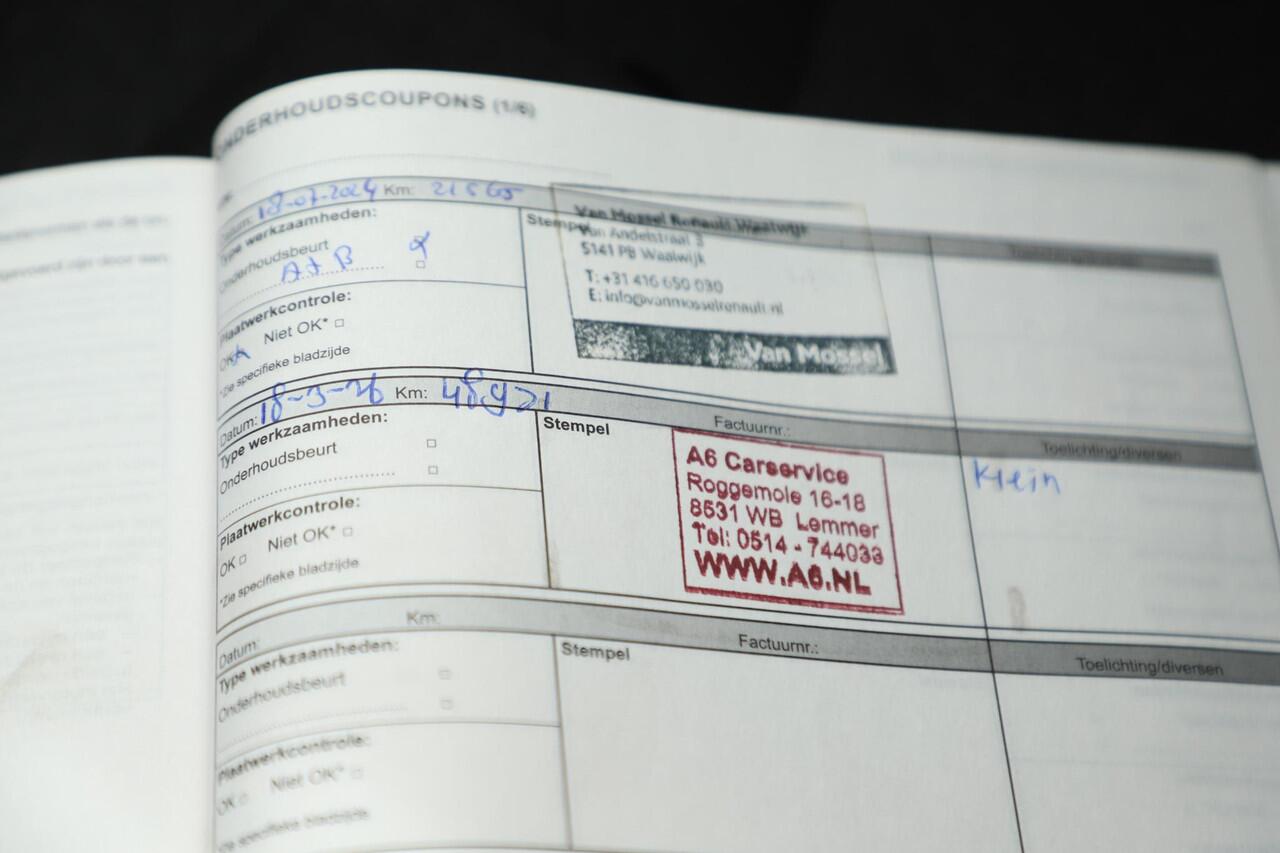 ONDERHOUDSCOUPONS (1/6)
Datum: 18-07-2024 Km: 21565
Type werkzaamheden:
Onderhoudsbeurt
A + B
Plaatwerkcontrole:
OK Niet OK* □
*Zie specifieke bladzijde
Stempel
Van Mossel Renault Waalwijk
Van Andelstraat 3
5141 PB Waalwijk
T: +31 416 650 030
E: info@vanmosselrenault.nl
Van Mossel
Datum: 18-3-26 Km: 48921
Type werkzaamheden:
Onderhoudsbeurt □
□
Plaatwerkcontrole:
OK □ Niet OK* □
*Zie specifieke bladzijde
Stempel
Factuurnr.:
A6 Carservice
Roggemole 16-18
8531 WB Lemmer
Tel: 0514 - 744033
WWW.A6.NL
Toelichting/diversen
Klein
Datum: Km:
Type werkzaamheden:
Onderhoudsbeurt □
□
Plaatwerkcontrole:
OK □ Niet OK* □
*Zie specifieke bladzijde
Stempel
Factuurnr.:
Toelichting/diversen